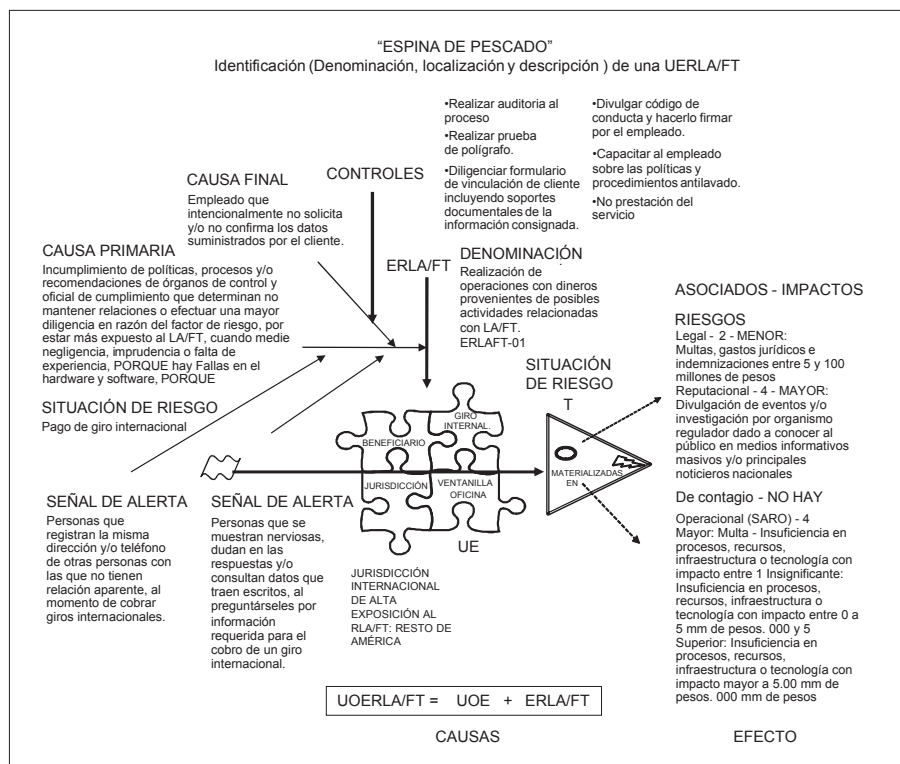 “ESPINA DE PESCADO”
Identificación (Denominación, localización y descripción ) de una UERLA/FT
•Realizar auditoria al
proceso
•Realizar prueba
de polígrafo.
•Diligenciar formulario
de vinculación de cliente
incluyendo soportes
documentales de la
información consignada.
•Divulgar código de
conducta y hacerlo firmar
por el empleado.
•Capacitar al empleado
sobre las políticas y
procedimientos antilavado.
•No prestación del
servicio
CONTROLES
CAUSA FINAL
Empleado que
intencionalmente no solicita
y/o no confirma los datos
suministrados por el cliente.
CAUSA PRIMARIA
Incumplimiento de políticas, procesos y/o
recomendaciones de órganos de control y
oficial de cumplimiento que determinan no
mantener relaciones o efectuar una mayor
diligencia en razón del factor de riesgo, por
estar más expuesto al LA/FT, cuando medie
negligencia, imprudencia o falta de
experiencia, PORQUE hay Fallas en el
hardware y software, PORQUE
SITUACIÓN DE RIESGO
Pago de giro internacional
ERLA/FT
DENOMINACIÓN
Realización de
operaciones con dineros
provenientes de posibles
actividades relacionadas
con LA/FT.
ERLAFT-01
SITUACIÓN
DE RIESGO
T
MATERIALIZADAS
EN
GIRO
INTERNAL.
BENEFICIARIO
JURISDICCIÓN
VENTANILLA
OFICINA
UE
JURISDICCIÓN
INTERNACIONAL
DE ALTA
EXPOSICIÓN AL
RLA/FT: RESTO DE
AMÉRICA
SEÑAL DE ALERTA
Personas que
registran la misma
dirección y/o teléfono
de otras personas con
las que no tienen
relación aparente, al
momento de cobrar
giros internacionales.
SEÑAL DE ALERTA
Personas que se
muestran nerviosas,
dudan en las
respuestas y/o
consultan datos que
traen escritos, al
preguntárseles por
información
requerida para el
cobro de un giro
internacional.
ASOCIADOS - IMPACTOS
RIESGOS
Legal - 2 - MENOR:
Multas, gastos jurídicos e
indemnizaciones entre 5 y 100
millones de pesos
Reputacional - 4 - MAYOR:
Divulgación de eventos y/o
investigación por organismo
regulador dado a conocer al
público en medios informativos
masivos y/o principales
noticieros nacionales
De contagio - NO HAY
Operacional (SARO) - 4
Mayor: Multa - Insuficiencia en
procesos, recursos,
infraestructura o tecnología con
impacto entre 1 Insignificante:
Insuficiencia en procesos,
recursos, infraestructura o
tecnología con impacto entre 0 a
5 mm de pesos. 000 y 5
Superior: Insuficiencia en
procesos, recursos,
infraestructura o tecnología con
impacto mayor a 5.00 mm de
pesos. 000 mm de pesos
UOERLA/FT = UOE + ERLA/FT
CAUSAS
EFECTO